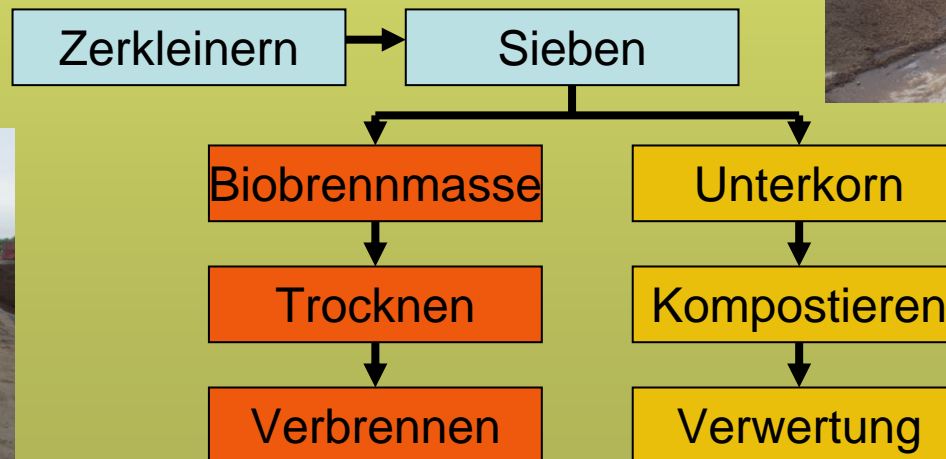 Zerkleinern
Sieben
Biobrennmasse
Unterkorn
Trocknen
Kompostieren
Verbrennen
Verwertung